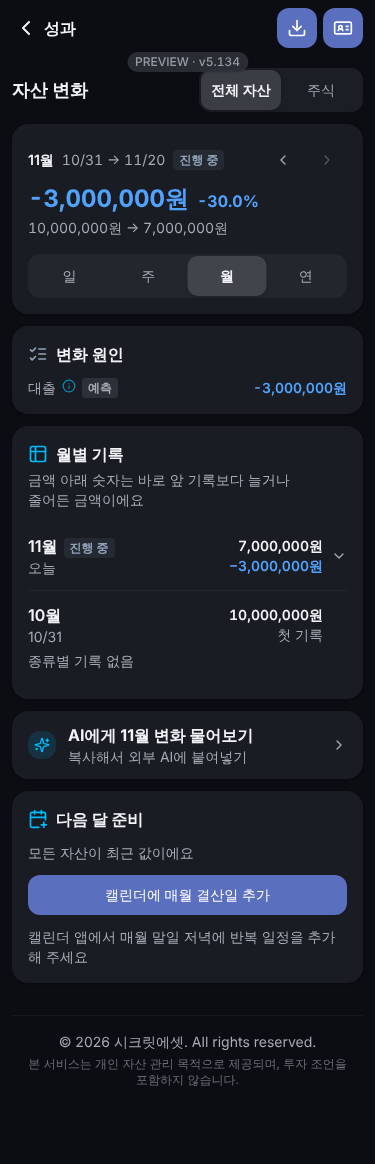 성과
PREVIEW · v5.134
자산 변화
전체 자산 주식
11월 10/31 → 11/20 진행 중
-3,000,000원 -30.0%
10,000,000원 → 7,000,000원
일 주 월 연
변화 원인
대출 예측 -3,000,000원
월별 기록
금액 아래 숫자는 바로 앞 기록보다 늘거나
줄어든 금액이에요
11월 진행 중 7,000,000원
오늘 −3,000,000원
10월 10,000,000원
10/31 첫 기록
종류별 기록 없음
AI에게 11월 변화 물어보기
복사해서 외부 AI에 붙여넣기
다음 달 준비
모든 자산이 최근 값이에요
캘린더에 매월 결산일 추가
캘린더 앱에서 매월 말일 저녁에 반복 일정을 추가
해 주세요
© 2026 시크릿에셋. All rights reserved.
본 서비스는 개인 자산 관리 목적으로 제공되며, 투자 조언을
포함하지 않습니다.